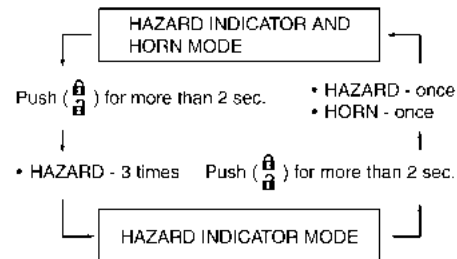 HAZARD INDICATOR AND
HORN MODE
Push ( ) for more than 2 sec.
• HAZARD - once
• HORN - once
• HAZARD - 3 times
Push ( ) for more than 2 sec.
HAZARD INDICATOR MODE